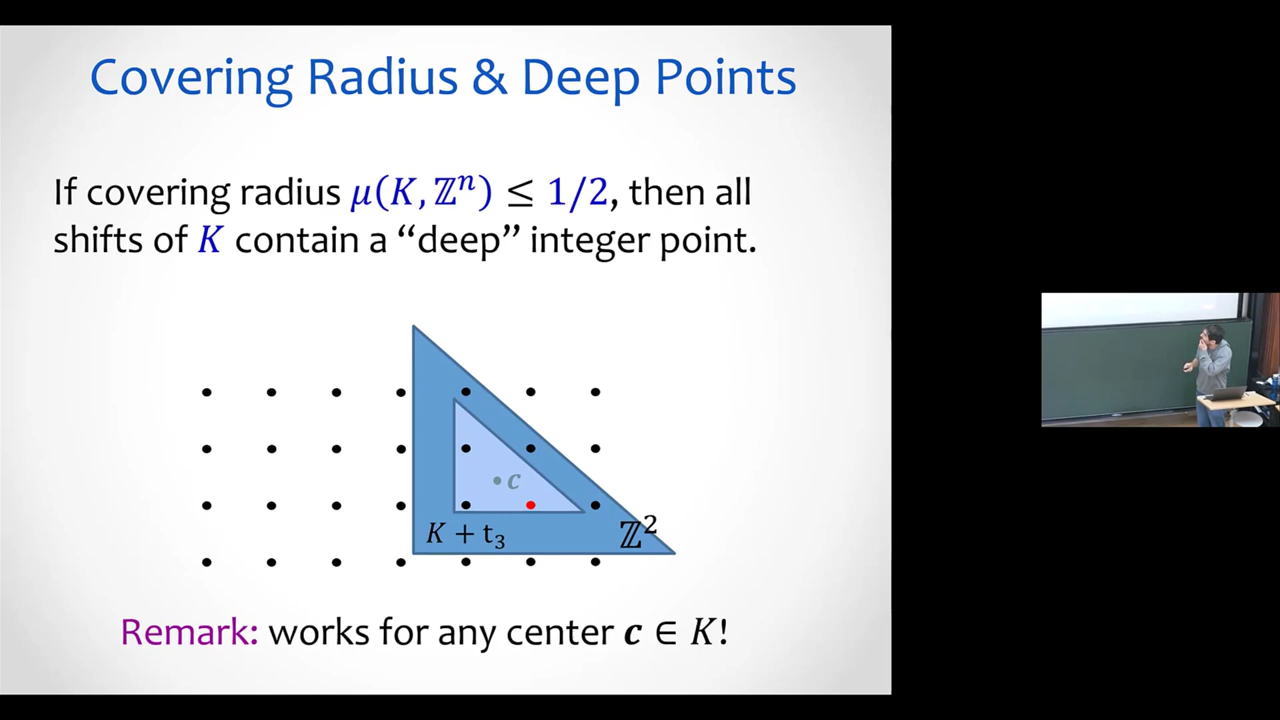 Covering Radius & Deep Points
If covering radius μ(K, ℤⁿ) ≤ 1/2, then all
shifts of K contain a “deep” integer point.
c
K + t₃
ℤ²
Remark: works for any center c ∈ K!